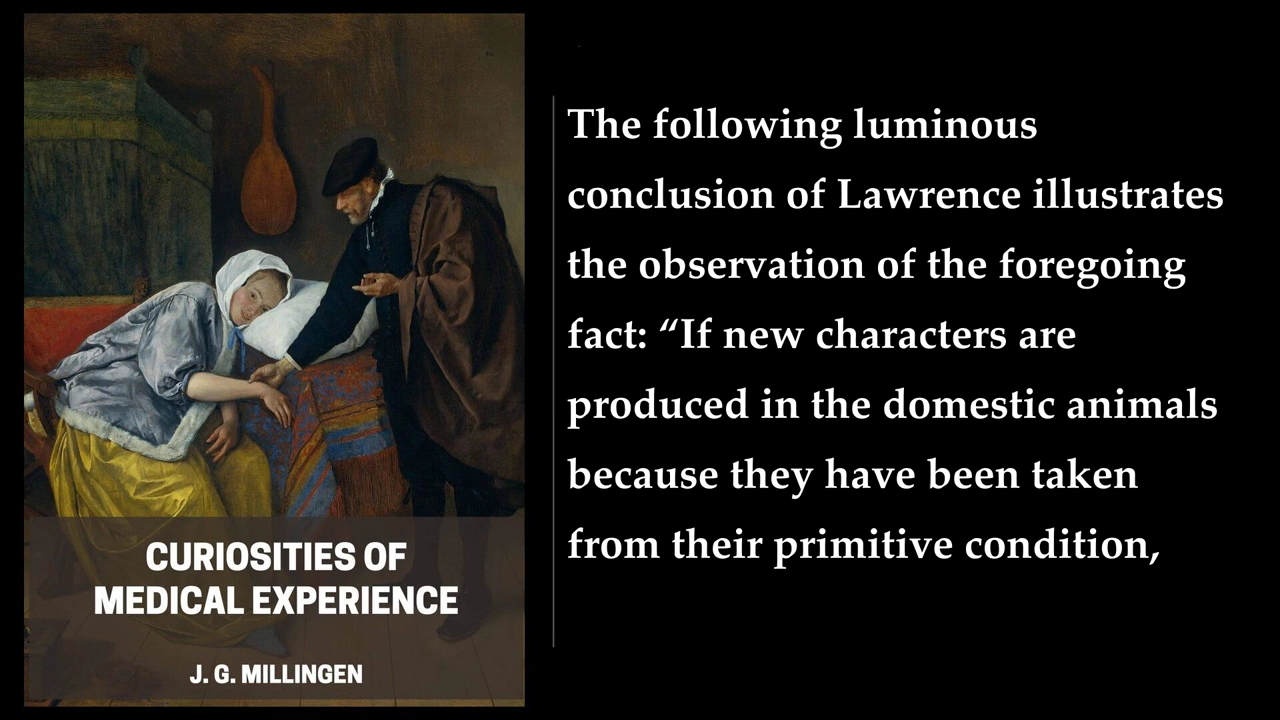 CURIOSITIES OF
MEDICAL EXPERIENCE
J. G. MILLINGEN
The following luminous
conclusion of Lawrence illustrates
the observation of the foregoing
fact: “If new characters are
produced in the domestic animals
because they have been taken
from their primitive condition,